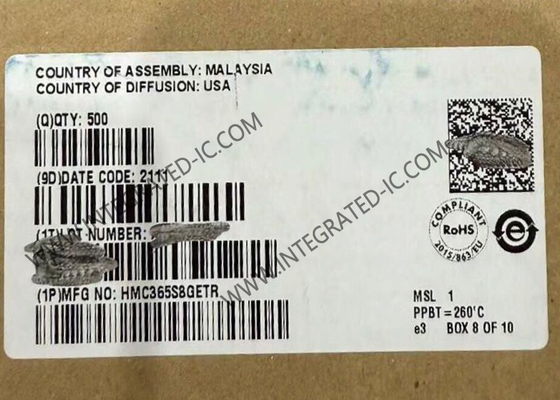 COUNTRY OF ASSEMBLY: MALAYSIA
COUNTRY OF DIFFUSION: USA
(Q)QTY: 500
(9D)DATE CODE: 2111
NUMBER:
(1P)MFG NO: HMC365S8GETR
COMPLIANT
RoHS
2015/863/EU
e
MSL 1
PPBT=260°C
e3 BOX 8 OF 10
WWW.INTEGRATED-IC.COM
WWW.INTEGRATED-IC.COM